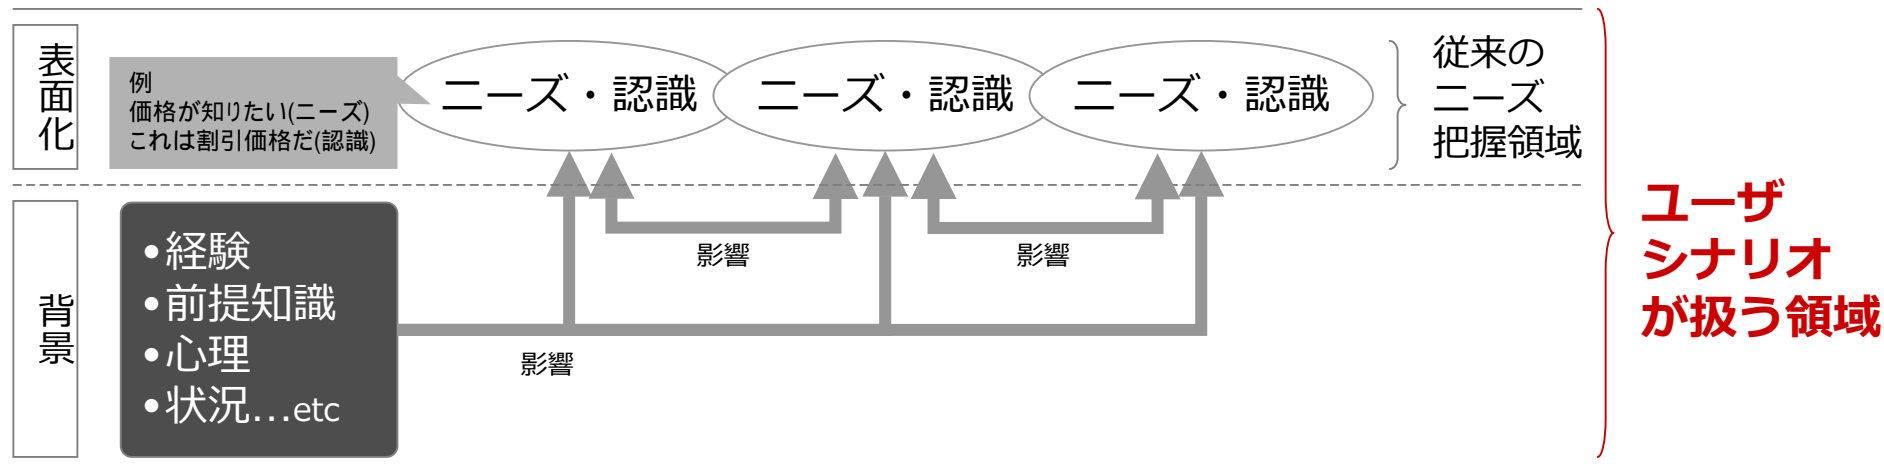 表面化
例
価格が知りたい(ニーズ)
これは割引価格だ(認識)
ニーズ・認識
ニーズ・認識
ニーズ・認識
従来の
ニーズ
把握領域
影響
影響
背景
•経験
•前提知識
•心理
•状況…etc
影響
ユーザ
シナリオ
が扱う領域